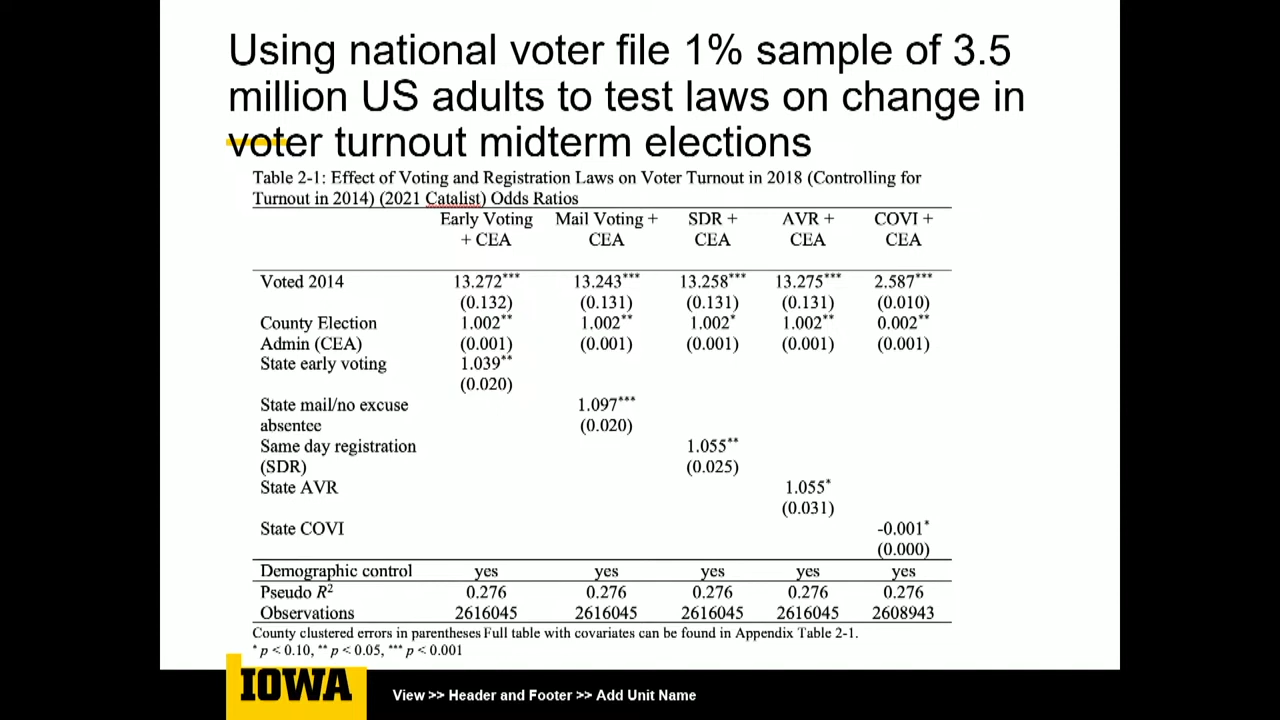 Using national voter file 1% sample of 3.5
million US adults to test laws on change in
voter turnout midterm elections
Table 2-1: Effect of Voting and Registration Laws on Voter Turnout in 2018 (Controlling for
Turnout in 2014) (2021 Catalist) Odds Ratios
Early Voting + CEA Mail Voting + CEA SDR + CEA AVR + CEA COVI + CEA
Voted 2014 13.272*** 13.243*** 13.258*** 13.275*** 2.587***
(0.132) (0.131) (0.131) (0.131) (0.010)
County Election 1.002** 1.002** 1.002* 1.002** 0.002**
Admin (CEA) (0.001) (0.001) (0.001) (0.001) (0.001)
State early voting 1.039**
(0.020)
State mail/no excuse 1.097***
absentee (0.020)
Same day registration 1.055**
(SDR) (0.025)
State AVR 1.055*
(0.031)
State COVI -0.001*
(0.000)
Demographic control yes yes yes yes yes
Pseudo R² 0.276 0.276 0.276 0.276 0.276
Observations 2616045 2616045 2616045 2616045 2608943
County clustered errors in parentheses Full table with covariates can be found in Appendix Table 2-1.
* p < 0.10, ** p < 0.05, *** p < 0.001
IOWA
View >> Header and Footer >> Add Unit Name